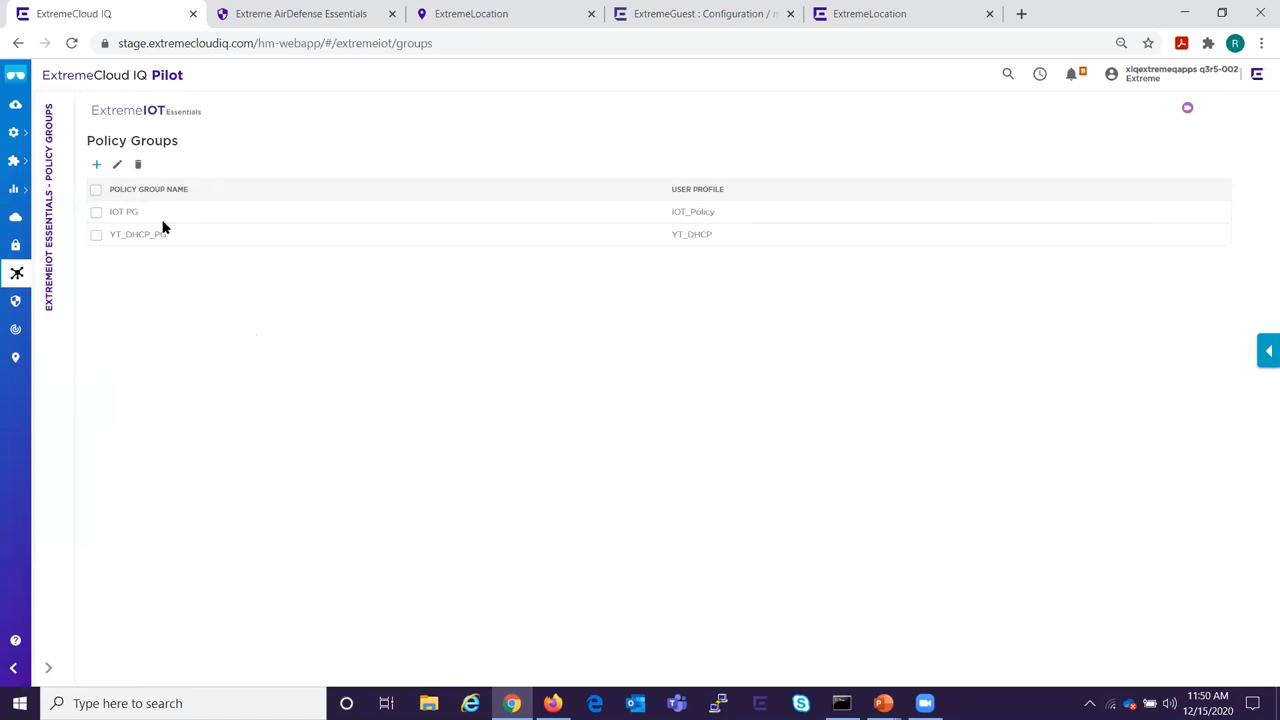 ExtremeCloud IQ
Extreme AirDefense Essentials
ExtremeLocation
ExtremeGuest : Configuration / m
ExtremeLocation
stage.extremecloudiq.com/hm-webapp/#/extremeiot/groups
R
ExtremeCloud IQ Pilot
xiqextremeqapps q3r5-002
Extreme
EXTREMEIOT ESSENTIALS - POLICY GROUPS
ExtremeIOT Essentials
Policy Groups
POLICY GROUP NAME USER PROFILE
IOT PG IOT_Policy
YT_DHCP_PG YT_DHCP
Type here to search
11:50 AM
12/15/2020